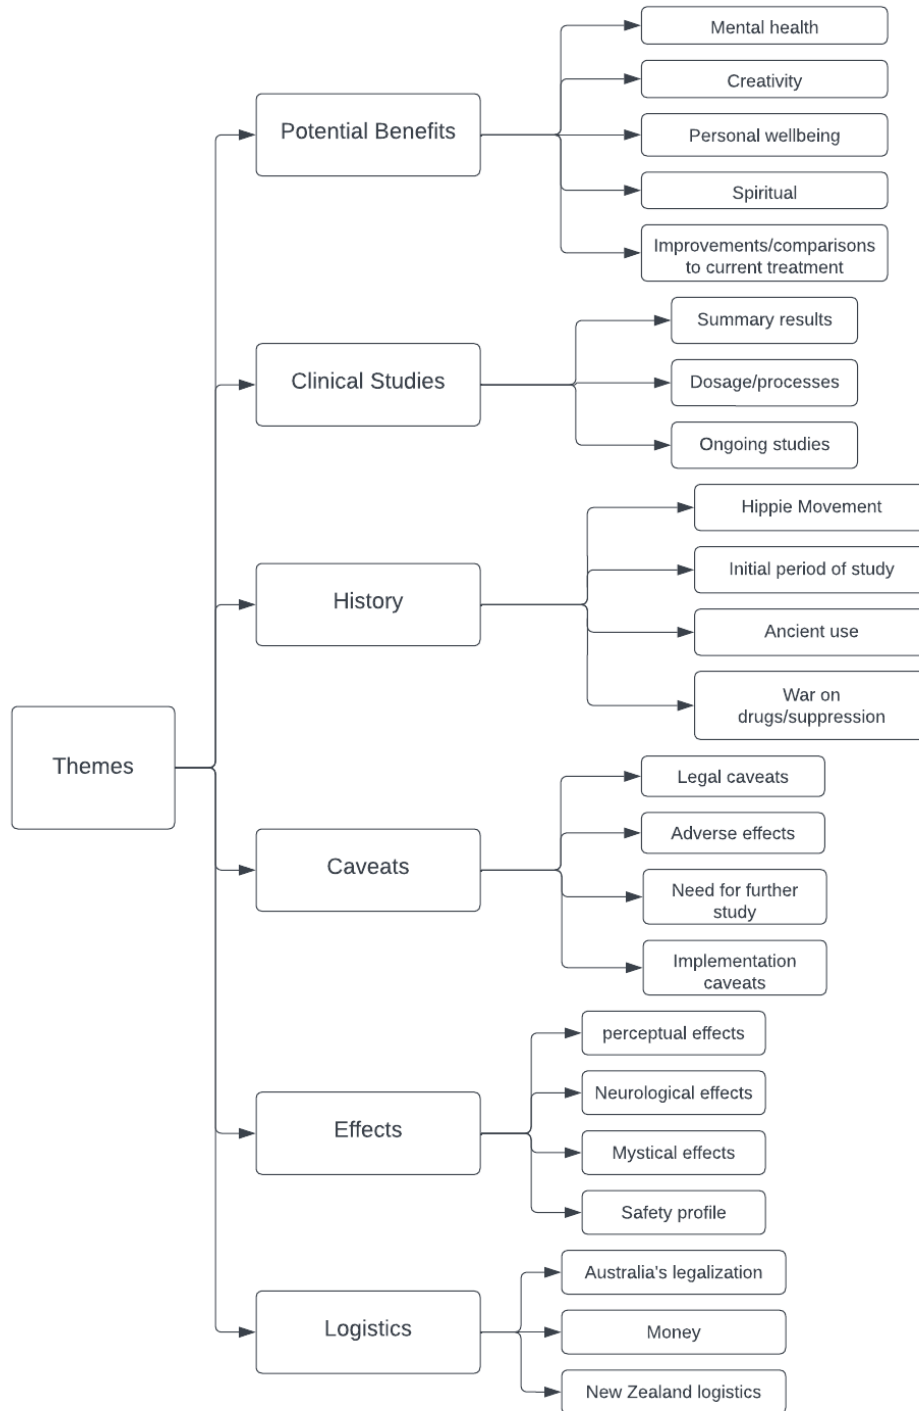 Themes
Potential Benefits
Mental health
Creativity
Personal wellbeing
Spiritual
Improvements/comparisons
to current treatment
Clinical Studies
Summary results
Dosage/processes
Ongoing studies
History
Hippie Movement
Initial period of study
Ancient use
War on
drugs/suppression
Caveats
Legal caveats
Adverse effects
Need for further
study
Implementation
caveats
Effects
perceptual effects
Neurological effects
Mystical effects
Safety profile
Logistics
Australia's legalization
Money
New Zealand logistics